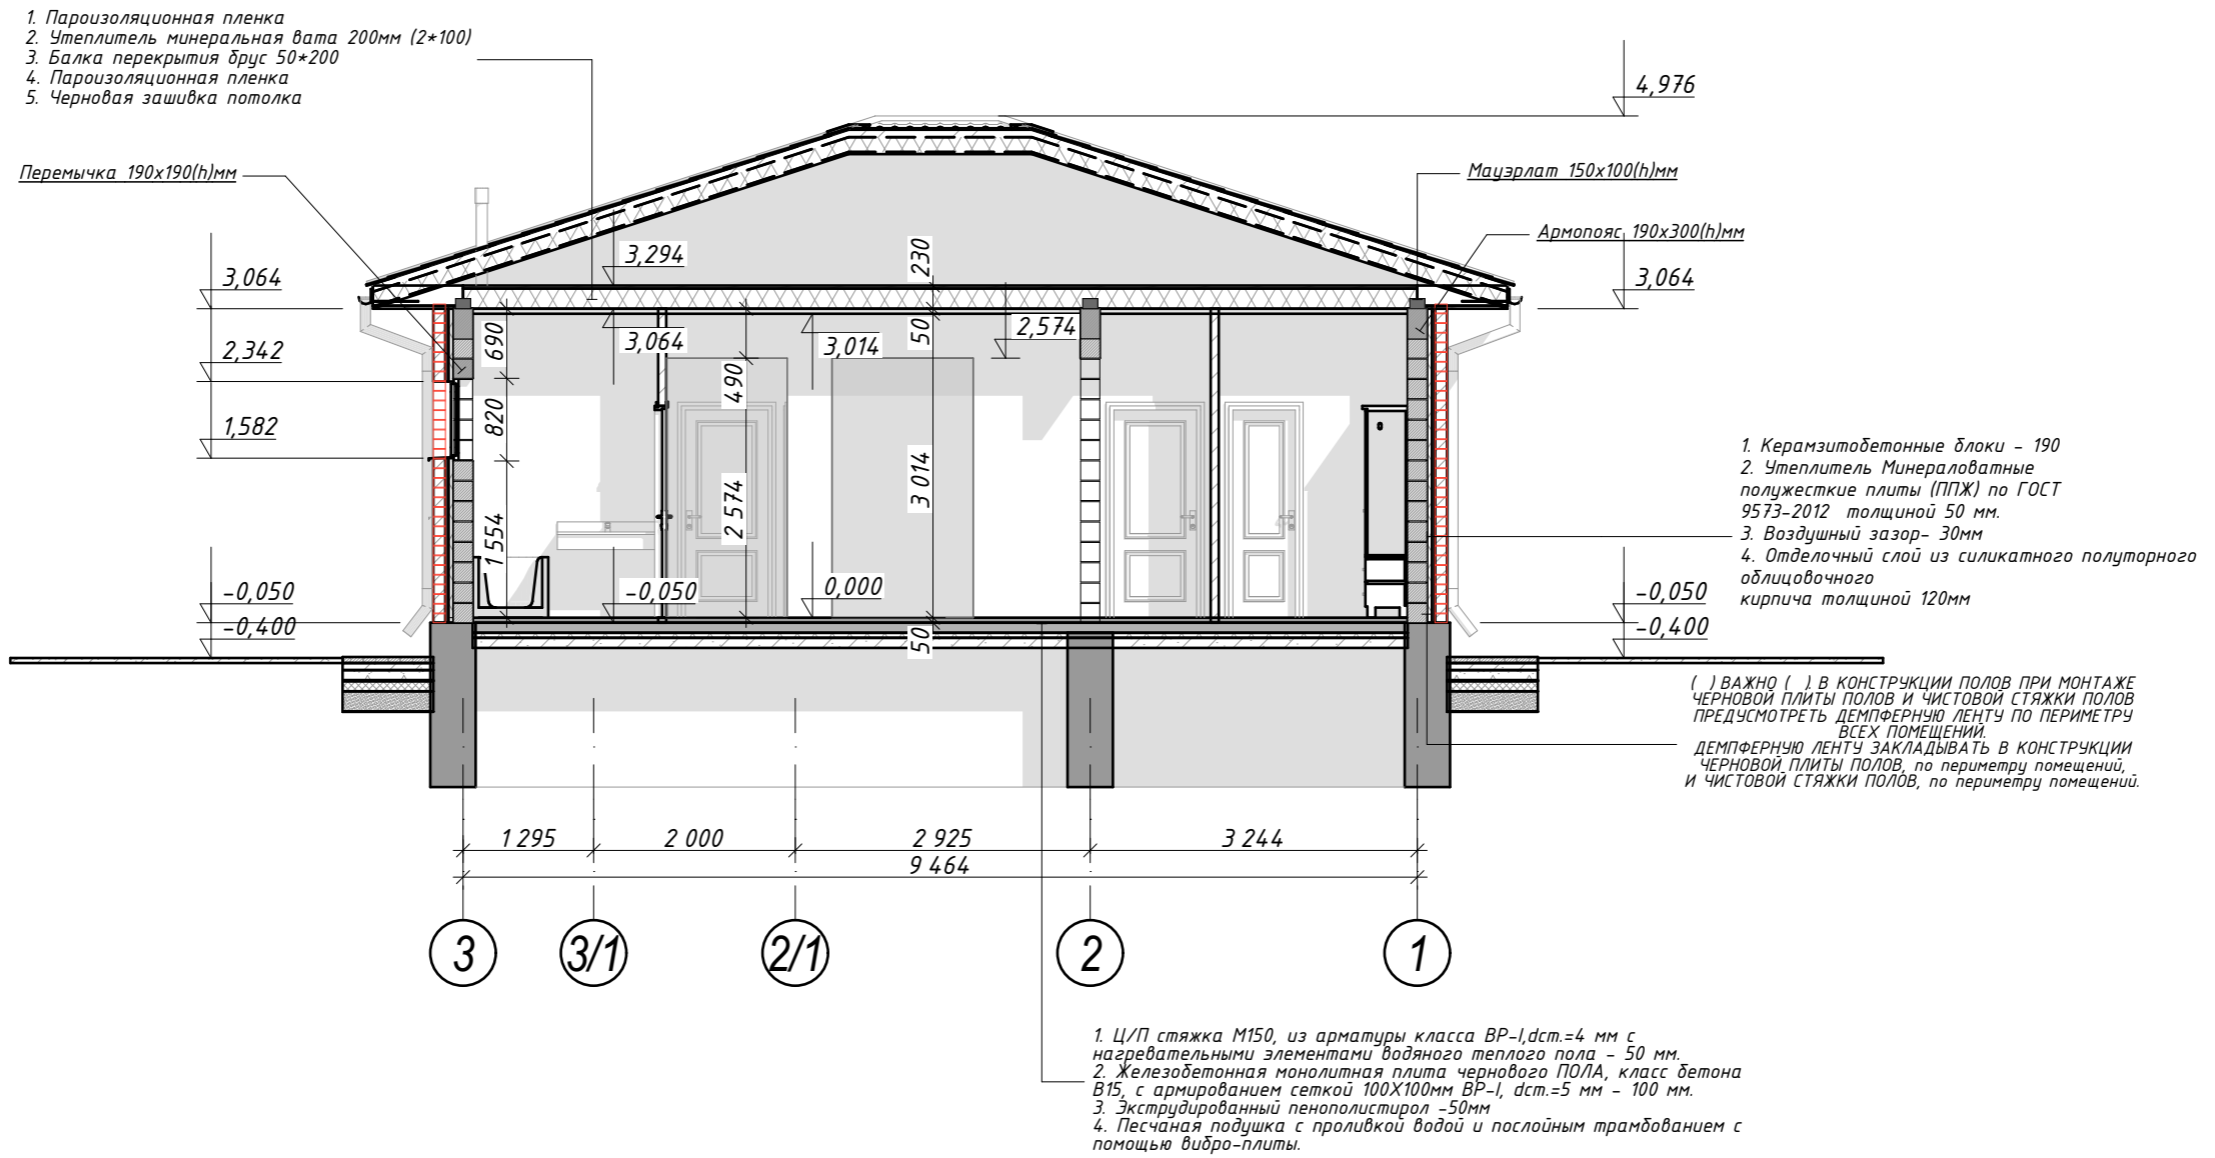 1. Пароизоляционная пленка
2. Утеплитель минеральная вата 200мм (2*100)
3. Балка перекрытия брус 50*200
4. Пароизоляционная пленка
5. Черновая зашивка потолка
4,976
Перемычка 190х190(h)мм
Мауэрлат 150х100(h)мм
Армопояс 190х300(h)мм
3,294
230
3,064
3,064
690
3,064
3,014
50
2,574
2,342
490
1,582
820
1 554
2 574
3 014
1. Керамзитобетонные блоки - 190
2. Утеплитель Минераловатные
полужесткие плиты (ППЖ) по ГОСТ
9573-2012 толщиной 50 мм.
3. Воздушный зазор- 30мм
4. Отделочный слой из силикатного полуторного
облицовочного
кирпича толщиной 120мм
-0,050
-0,050
0,000
-0,050
-0,400
50
-0,400
( ) ВАЖНО ( ). В КОНСТРУКЦИИ ПОЛОВ ПРИ МОНТАЖЕ
ЧЕРНОВОЙ ПЛИТЫ ПОЛОВ И ЧИСТОВОЙ СТЯЖКИ ПОЛОВ
ПРЕДУСМОТРЕТЬ ДЕМПФЕРНУЮ ЛЕНТУ ПО ПЕРИМЕТРУ
ВСЕХ ПОМЕЩЕНИЙ.
ДЕМПФЕРНУЮ ЛЕНТУ ЗАКЛАДЫВАТЬ В КОНСТРУКЦИИ
ЧЕРНОВОЙ ПЛИТЫ ПОЛОВ, по периметру помещений,
И ЧИСТОВОЙ СТЯЖКИ ПОЛОВ, по периметру помещений.
1 295
2 000
2 925
3 244
9 464
3
3/1
2/1
2
1
1. Ц/П стяжка М150, из арматуры класса ВР-I,dст.=4 мм с
нагревательными элементами водяного теплого пола - 50 мм.
2. Железобетонная монолитная плита чернового ПОЛА, класс бетона
В15, с армированием сеткой 100Х100мм ВР-I, dст.=5 мм - 100 мм.
3. Экструдированный пенополистирол -50мм
4. Песчаная подушка с проливкой водой и послойным трамбованием с
помощью вибро-плиты.